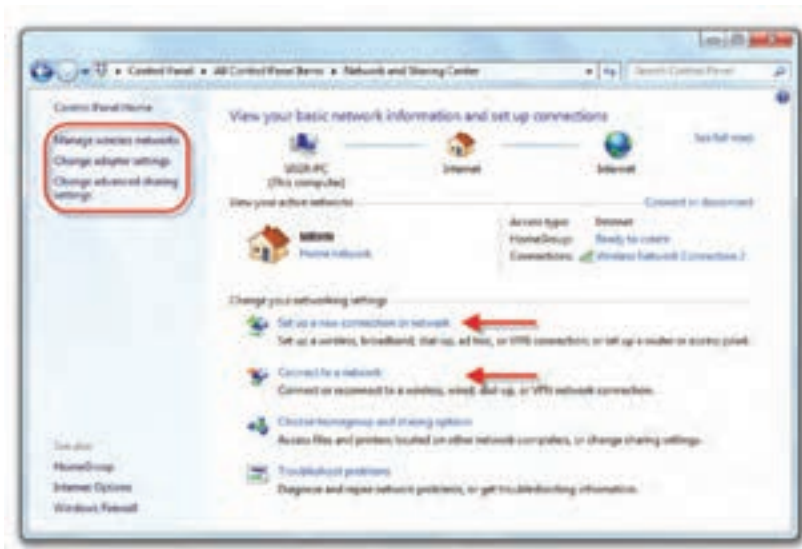 Control Panel ▸ All Control Panel Items ▸ Network and Sharing Center
Search Control Panel
Control Panel Home
Manage wireless networks
Change adapter settings
Change advanced sharing
settings
See also
HomeGroup
Internet Options
Windows Firewall
View your basic network information and set up connections
See full map
USER-PC
(This computer)
Internet
Internet
View your active networks
Connect or disconnect
Home network
Access type: Internet
HomeGroup: Ready to create
Connections: Wireless Network Connection 2
Change your networking settings
Set up a new connection or network
Set up a wireless, broadband, dial-up, ad hoc, or VPN connection; or set up a router or access point.
Connect to a network
Connect or reconnect to a wireless, wired, dial-up, or VPN network connection.
Choose homegroup and sharing options
Access files and printers located on other network computers, or change sharing settings.
Troubleshoot problems
Diagnose and repair network problems, or get troubleshooting information.